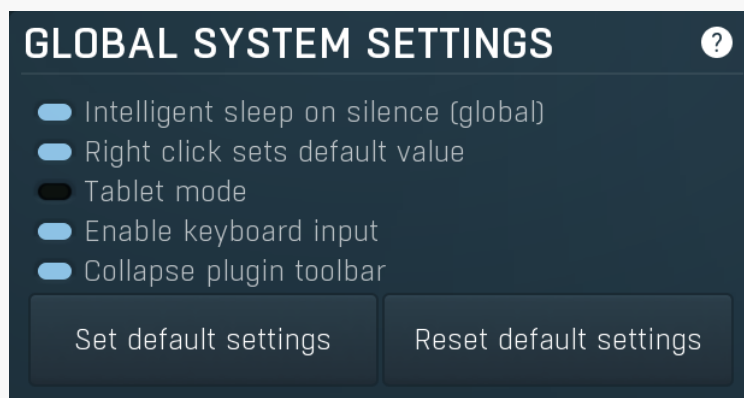 GLOBAL SYSTEM SETTINGS ?
Intelligent sleep on silence (global)
Right click sets default value
Tablet mode
Enable keyboard input
Collapse plugin toolbar
Set default settings Reset default settings